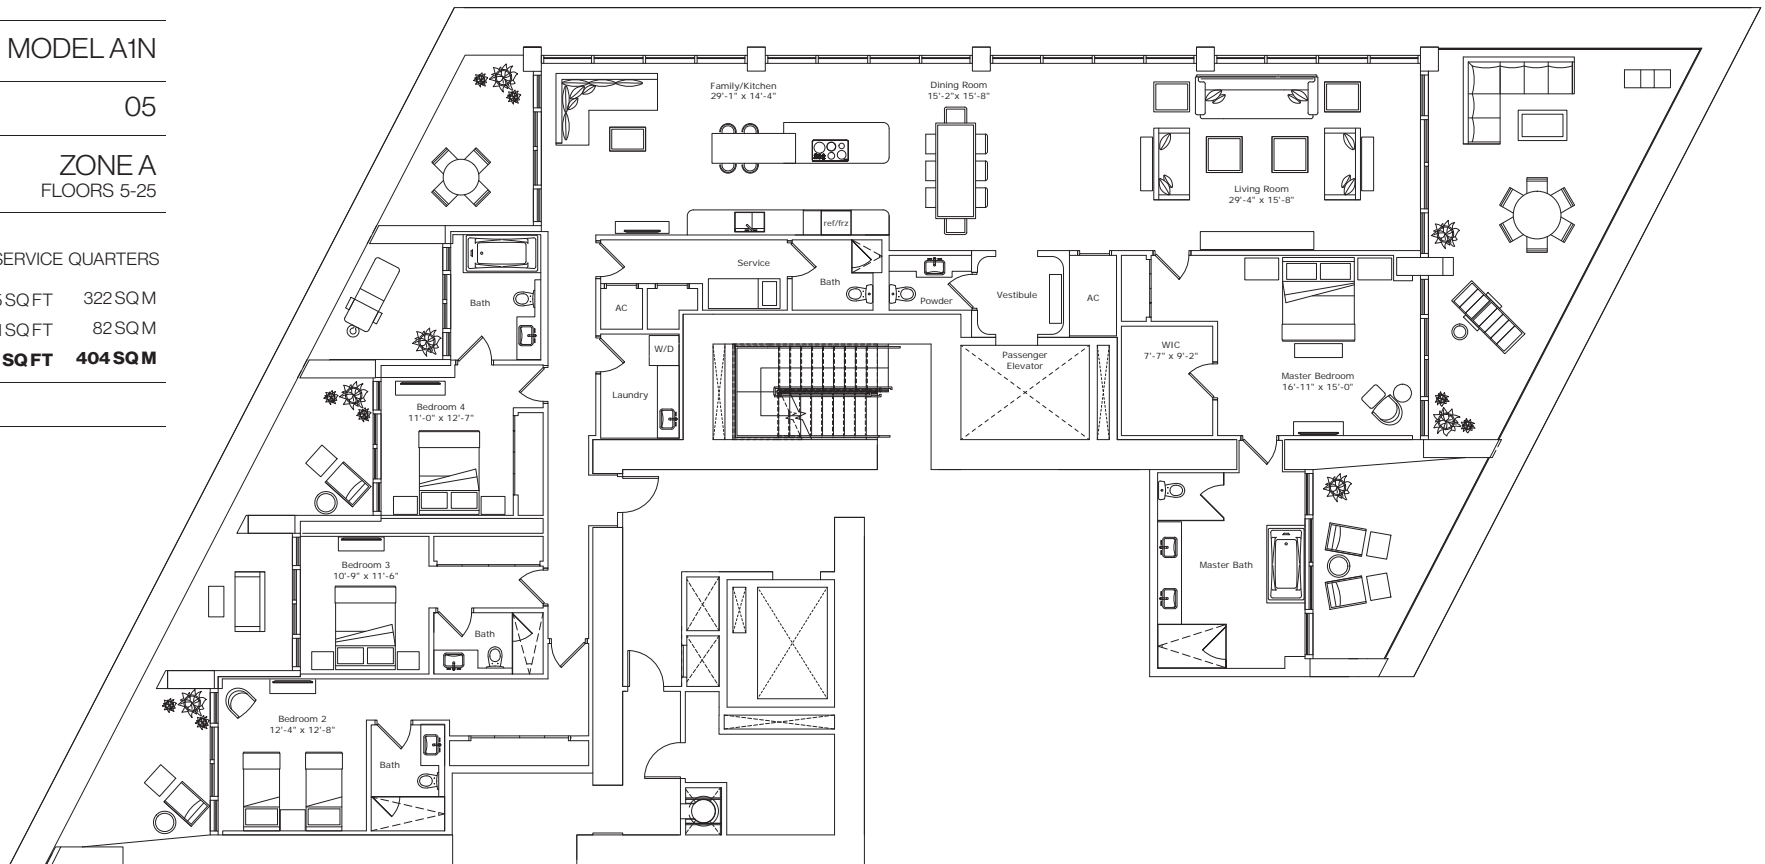 MODEL A1N
05
ZONE A
FLOORS 5-25
SERVICE QUARTERS
SQ FT 322 SQ M
SQ FT 82 SQ M
SQ FT 404 SQ M
Family/Kitchen
29'-1" x 14'-4"
Dining Room
15'-2"x 15'-8"
Living Room
29'-4" x 15'-8"
ref/frz
Service
Bath
Powder
Vestibule
AC
AC
Bath
W/D
Laundry
Passenger
Elevator
WIC
7'-7" x 9'-2"
Master Bedroom
16'-11" x 15'-0"
Bedroom 4
11'-0" x 12'-7"
Bedroom 3
10'-9" x 11'-6"
Bath
Master Bath
Bedroom 2
12'-4" x 12'-8"
Bath